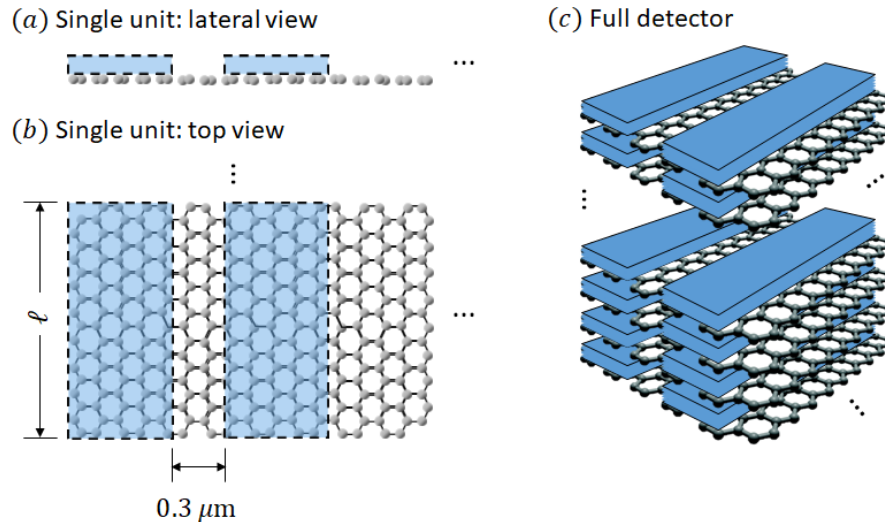 (a) Single unit: lateral view
...
(b) Single unit: top view
⋮
ℓ
...
0.3 μm
(c) Full detector
⋮
...
...